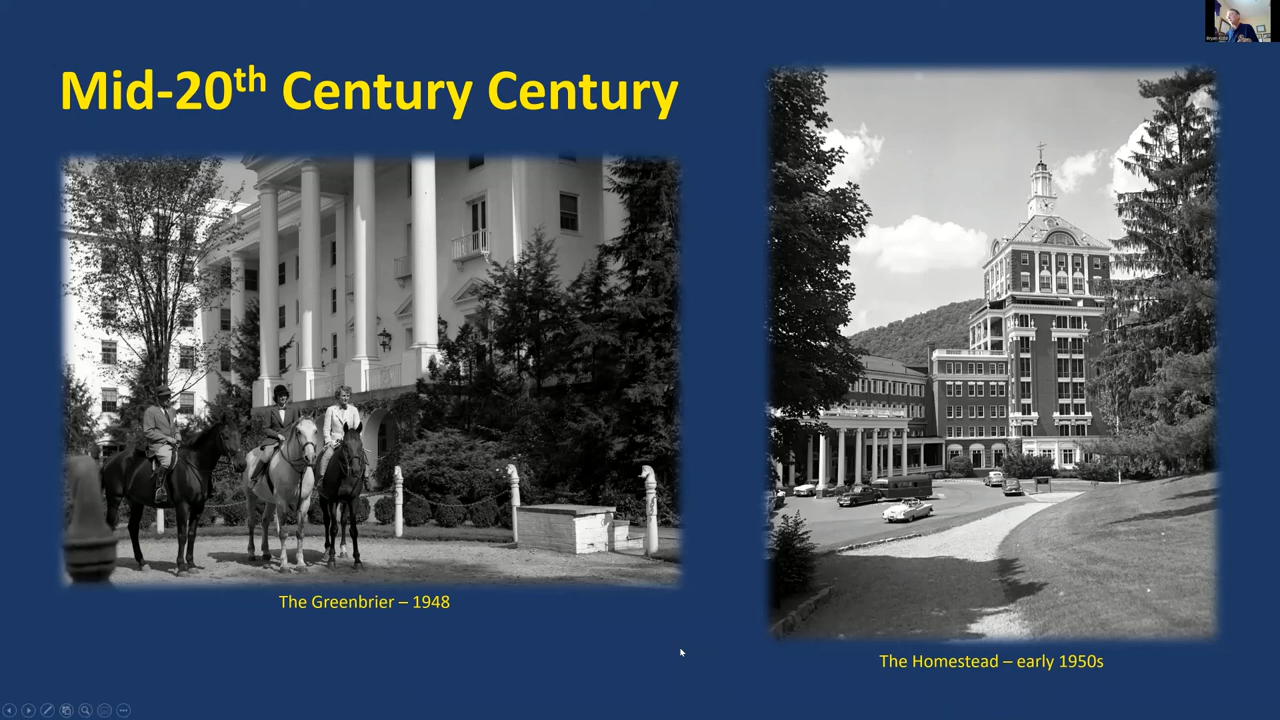 Mid-20th Century Century
The Greenbrier – 1948
The Homestead – early 1950s